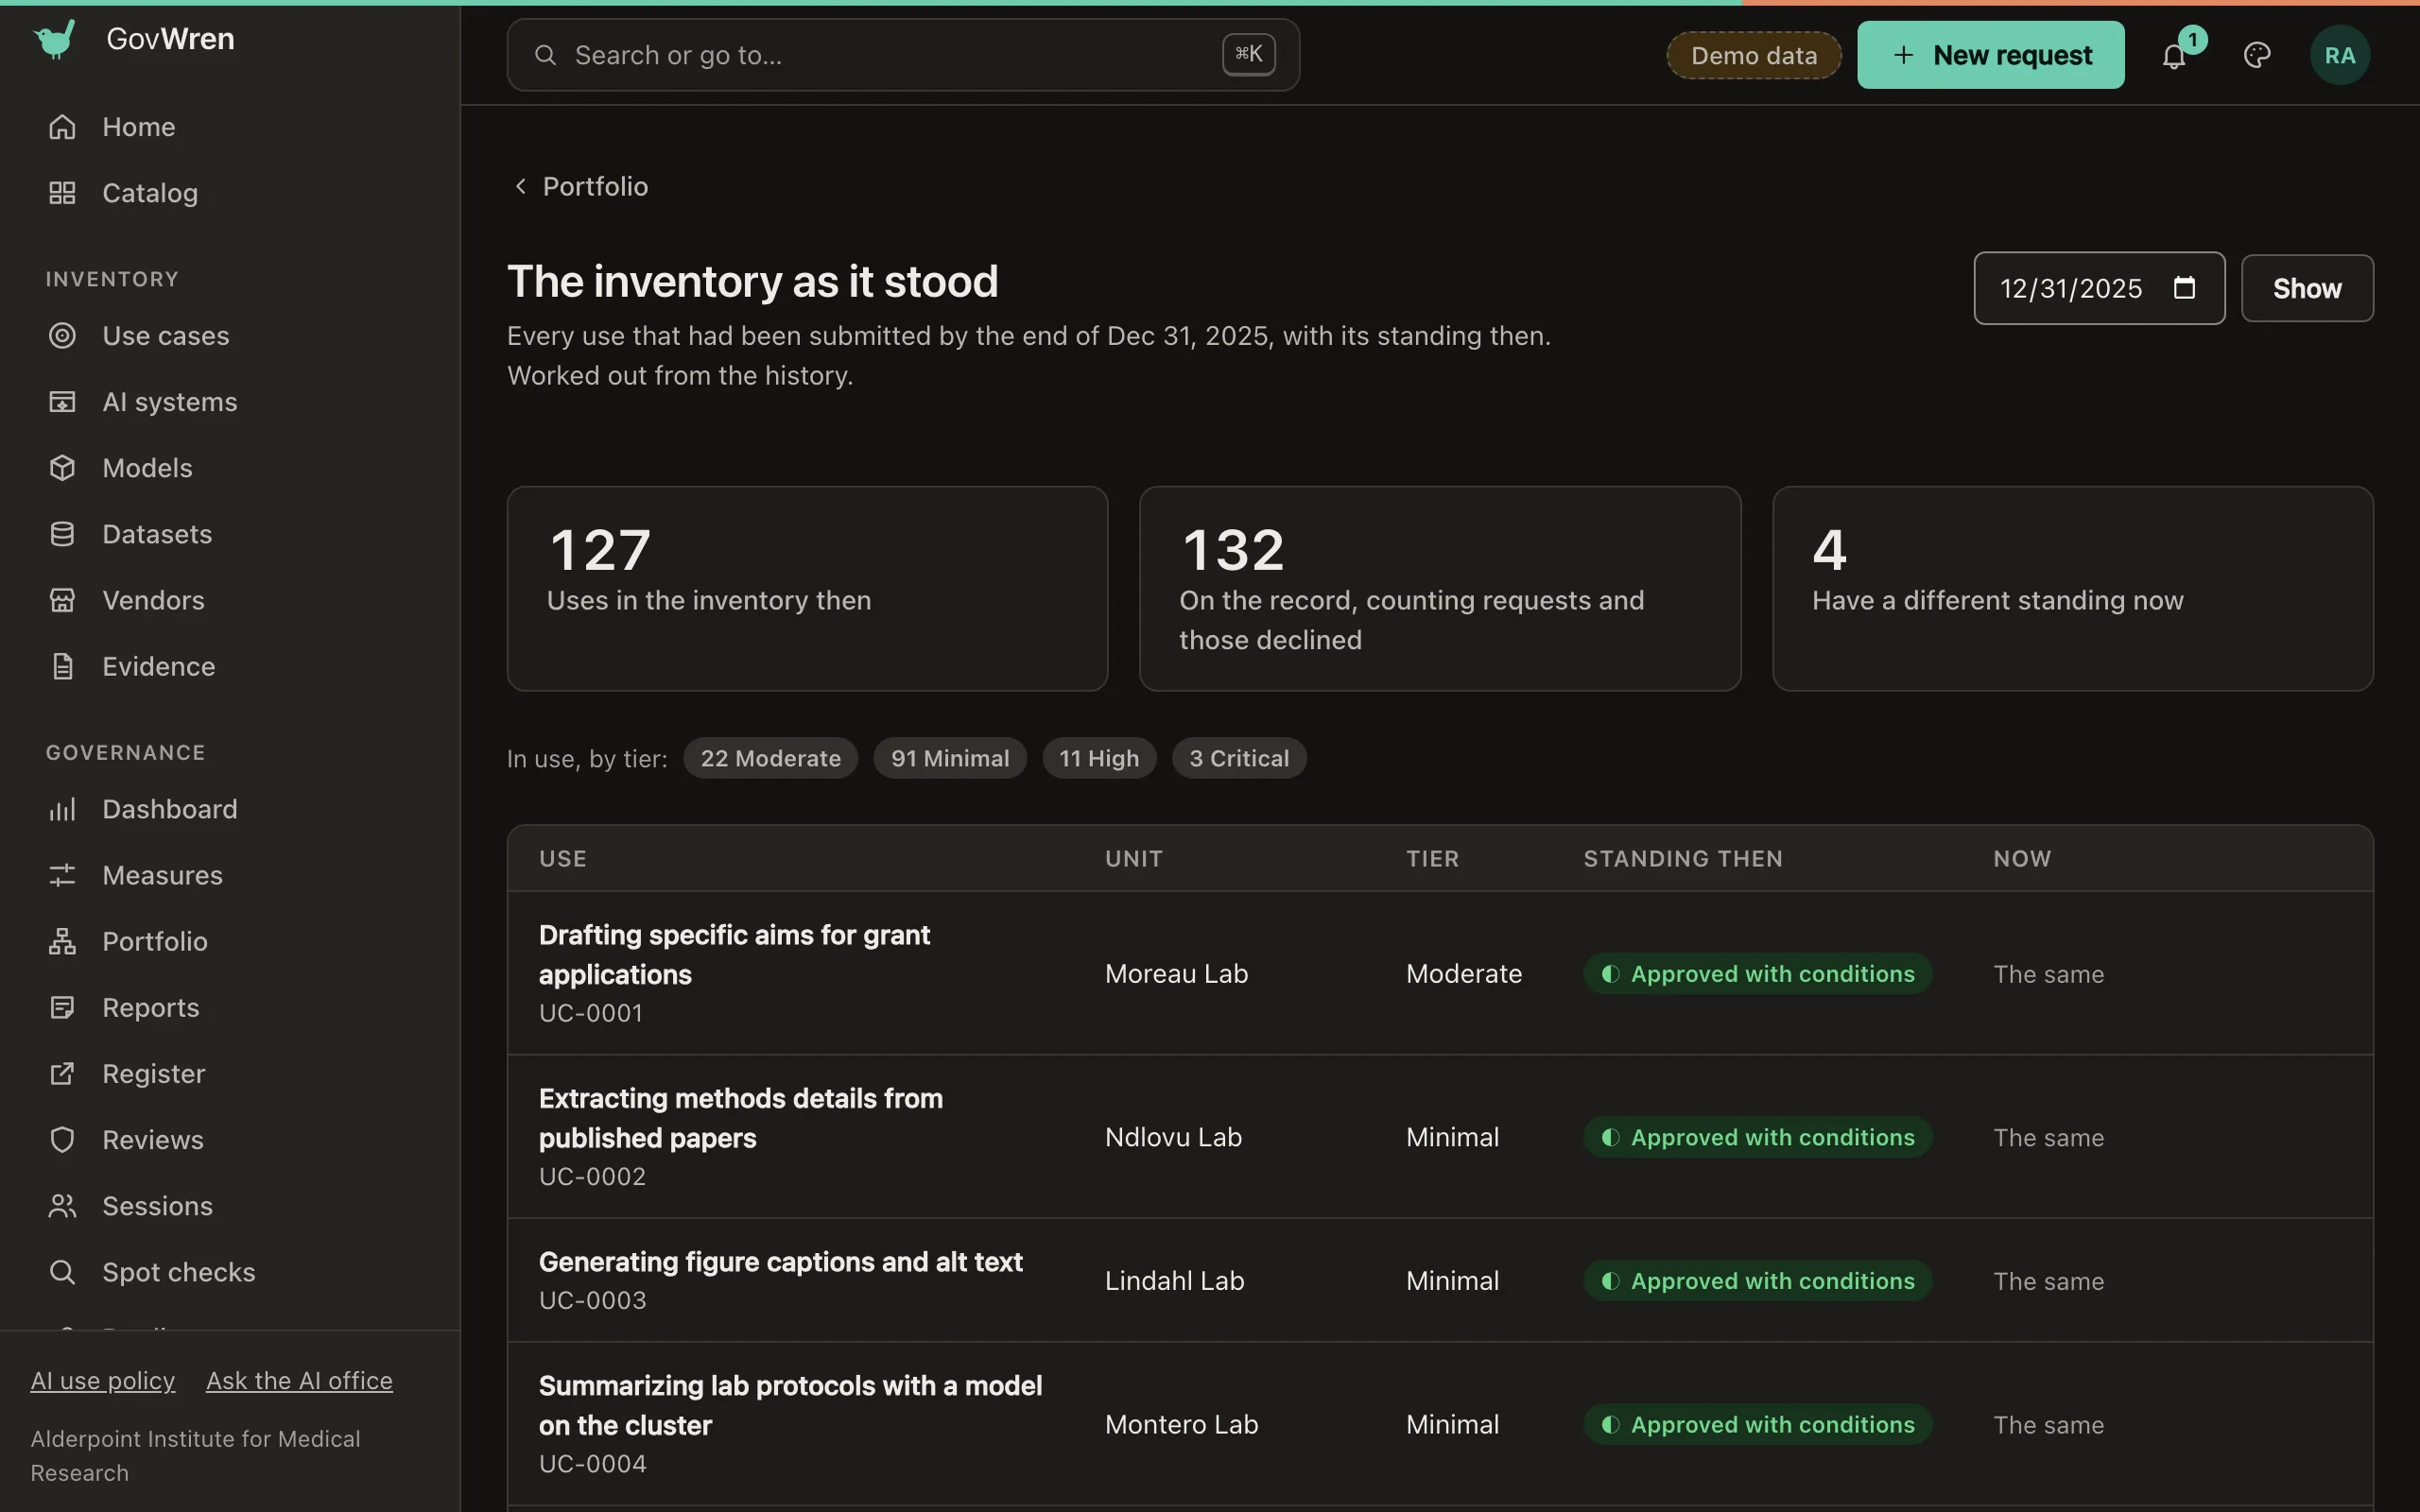 GovWren
Search or go to...
⌘K
Demo data
+ New request
1
RA
Home
Catalog
INVENTORY
Use cases
AI systems
Models
Datasets
Vendors
Evidence
GOVERNANCE
Dashboard
Measures
Portfolio
Reports
Register
Reviews
Sessions
Spot checks
AI use policy
Ask the AI office
Alderpoint Institute for Medical
Research
Portfolio
The inventory as it stood
12/31/2025
Show
Every use that had been submitted by the end of Dec 31, 2025, with its standing then.
Worked out from the history.
127
Uses in the inventory then
132
On the record, counting requests and
those declined
4
Have a different standing now
In use, by tier: 22 Moderate 91 Minimal 11 High 3 Critical
USE UNIT TIER STANDING THEN NOW
Drafting specific aims for grant
applications
UC-0001
Moreau Lab
Moderate
Approved with conditions
The same
Extracting methods details from
published papers
UC-0002
Ndlovu Lab
Minimal
Approved with conditions
The same
Generating figure captions and alt text
UC-0003
Lindahl Lab
Minimal
Approved with conditions
The same
Summarizing lab protocols with a model
on the cluster
UC-0004
Montero Lab
Minimal
Approved with conditions
The same